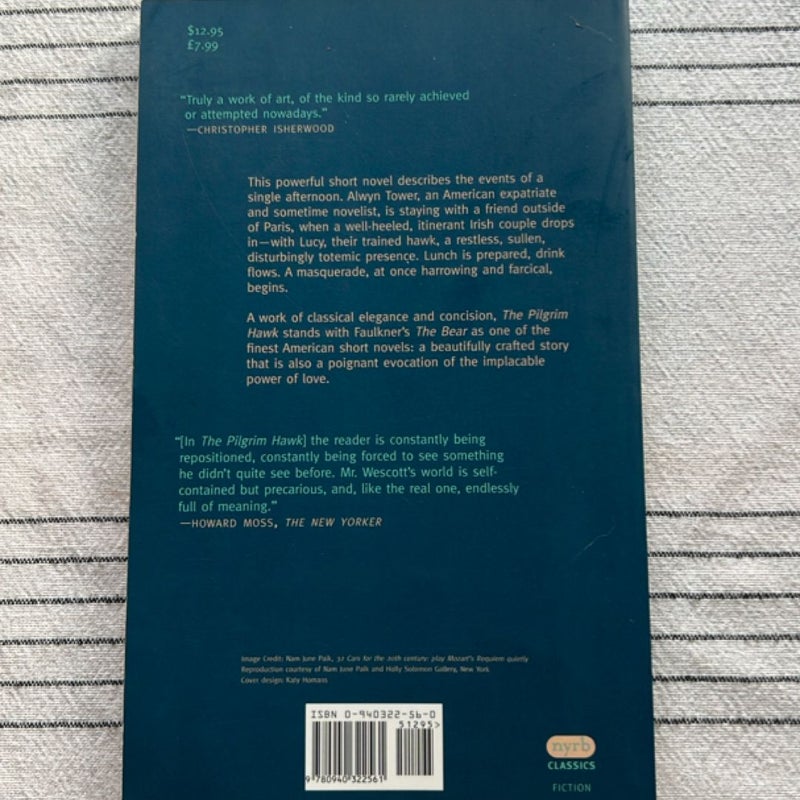 $12.95
£7.99
“Truly a work of art, of the kind so rarely achieved
or attempted nowadays.”
—CHRISTOPHER ISHERWOOD
This powerful short novel describes the events of a
single afternoon. Alwyn Tower, an American expatriate
and sometime novelist, is staying with a friend outside
of Paris, when a well-heeled, itinerant Irish couple drops
in—with Lucy, their trained hawk, a restless, sullen,
disturbingly totemic presence. Lunch is prepared, drink
flows. A masquerade, at once harrowing and farcical,
begins.
A work of classical elegance and concision, The Pilgrim
Hawk stands with Faulkner's The Bear as one of the
finest American short novels: a beautifully crafted story
that is also a poignant evocation of the implacable
power of love.
“[In The Pilgrim Hawk] the reader is constantly being
repositioned, constantly being forced to see something
he didn't quite see before. Mr. Wescott's world is self-
contained but precarious, and, like the real one, endlessly
full of meaning.”
—HOWARD MOSS, THE NEW YORKER
Image Credit: Nam June Paik, 32 Cars for the 20th century: play Mozart's Requiem quietly
Reproduction courtesy of Nam June Paik and Holly Solomon Gallery, New York
Cover design: Katy Homans
ISBN 0-940322-56-0
51295>
9 780940 322561
nyrb
CLASSICS
FICTION